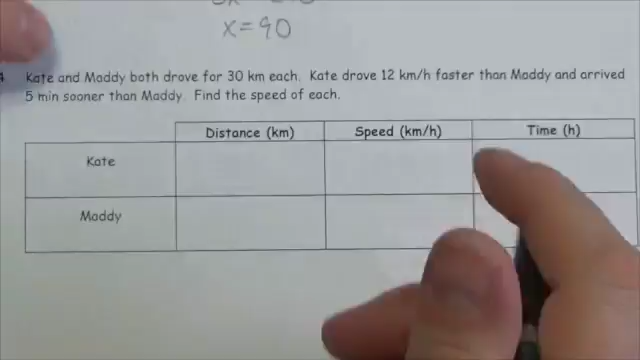 x=90
Kate and Maddy both drove for 30 km each. Kate drove 12 km/h faster than Maddy and arrived
5 min sooner than Maddy. Find the speed of each.
Distance (km) Speed (km/h) Time (h)
Kate
Maddy